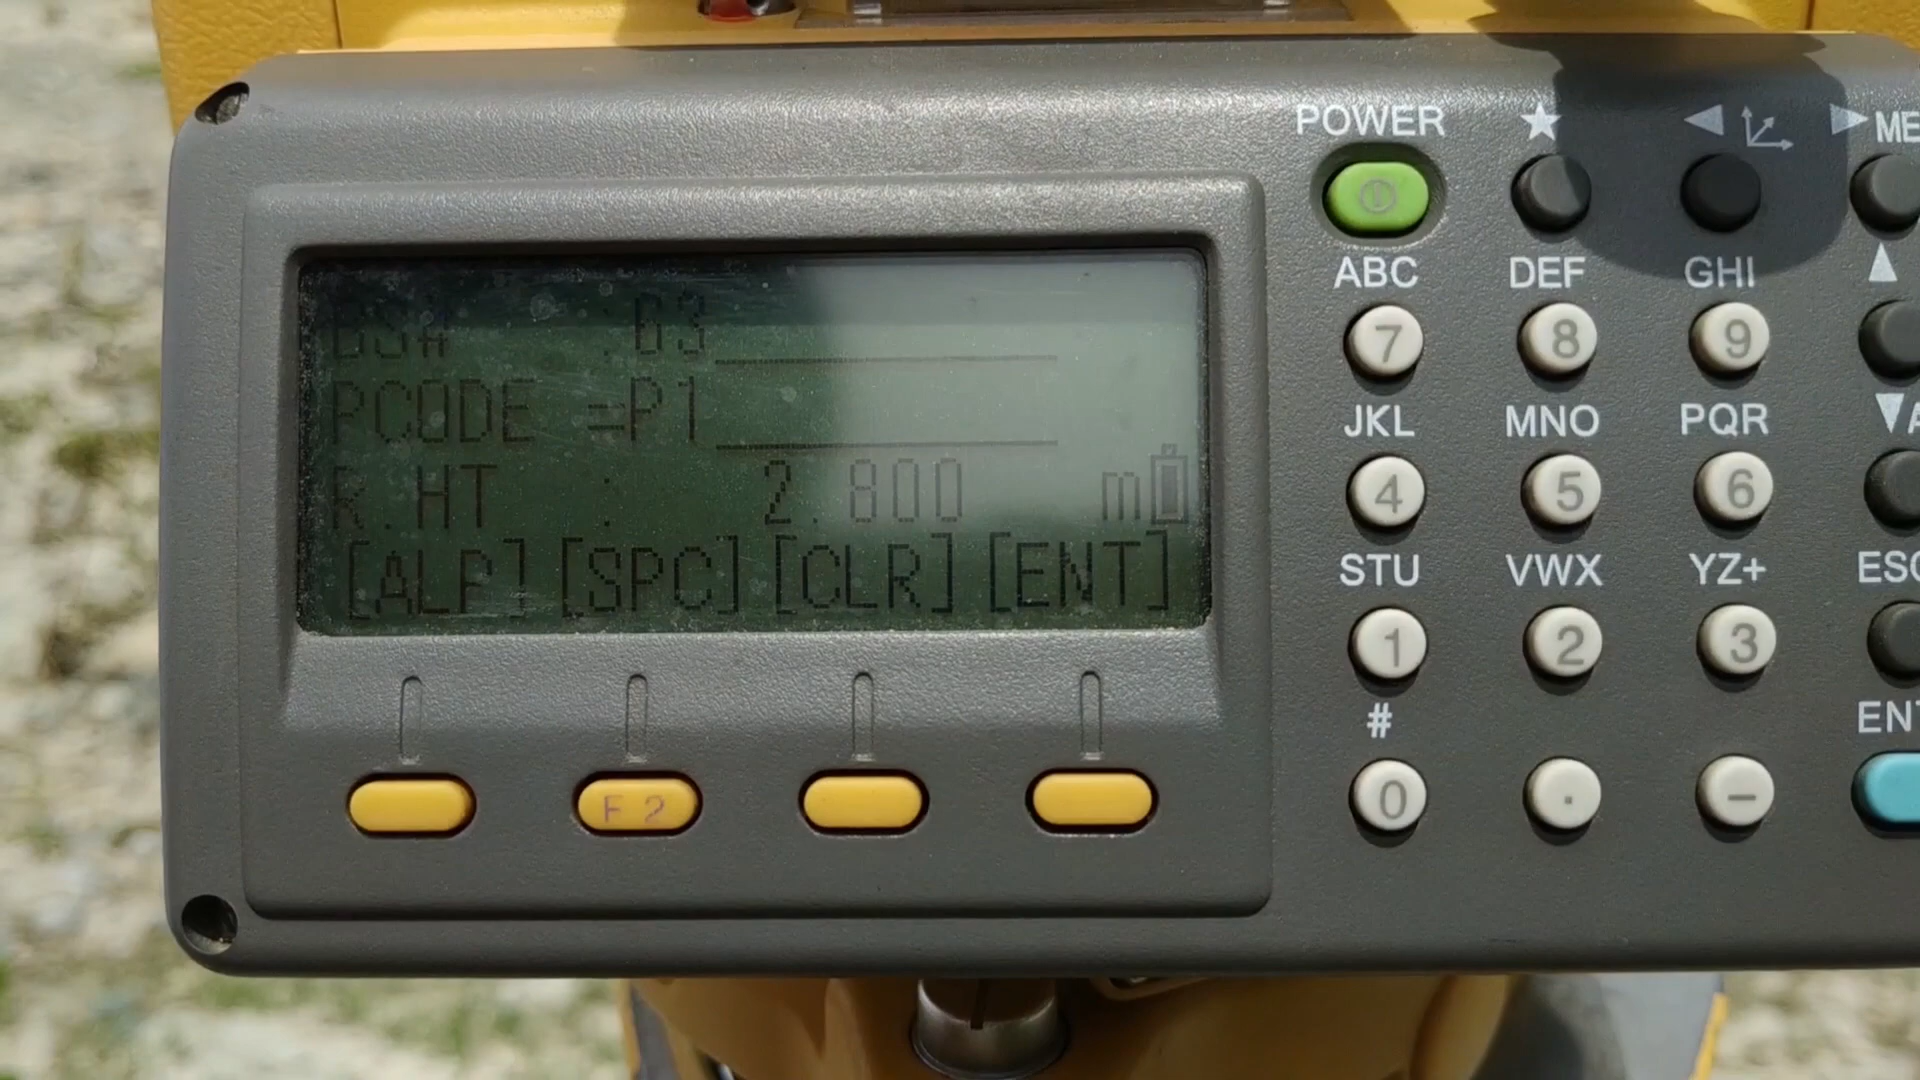 BS# :B3
PCODE =P1
R.HT : 2.800 m
[ALP] [SPC] [CLR] [ENT]
F2
POWER ★ ◀ ▶ ME
ABC DEF GHI ▲
7 8 9
JKL MNO PQR ▼A
4 5 6
STU VWX YZ+ ESC
1 2 3
# ENT
0 . −